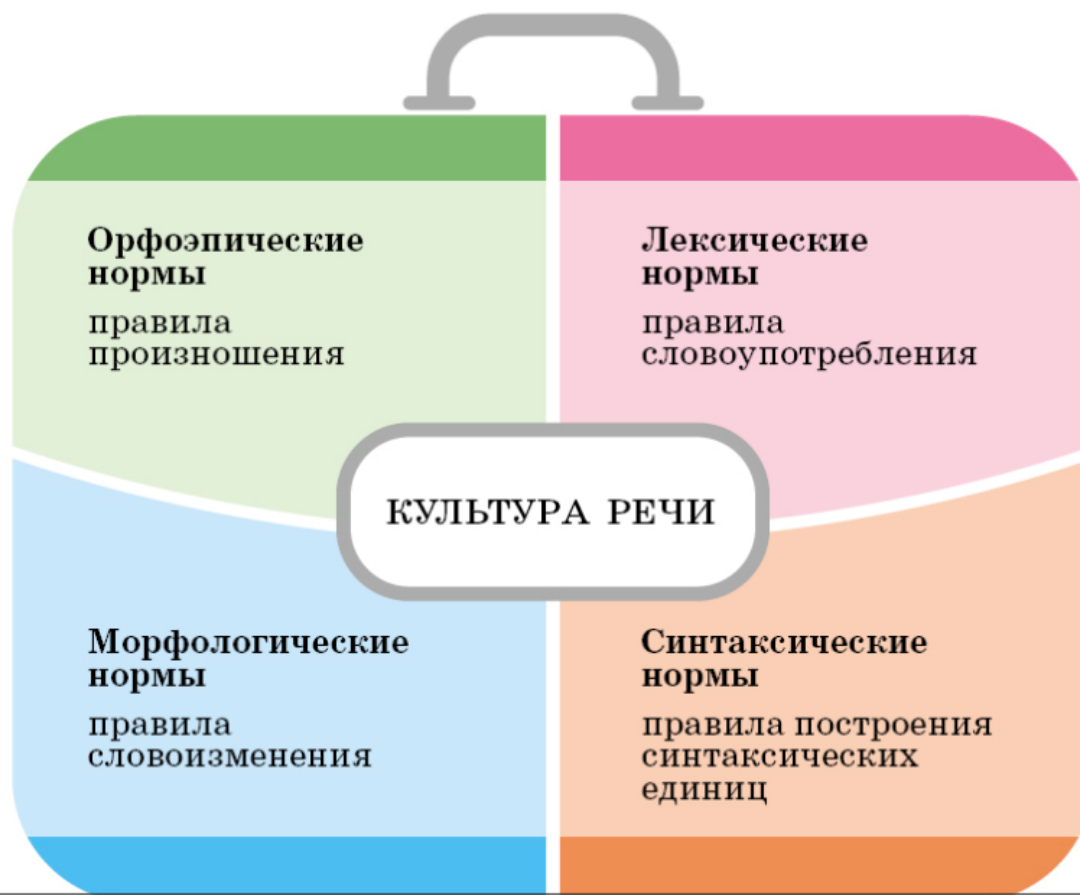 Орфоэпические
нормы
правила
произношения
Лексические
нормы
правила
словоупотребления
КУЛЬТУРА РЕЧИ
Морфологические
нормы
правила
словоизменения
Синтаксические
нормы
правила построения
синтаксических
единиц